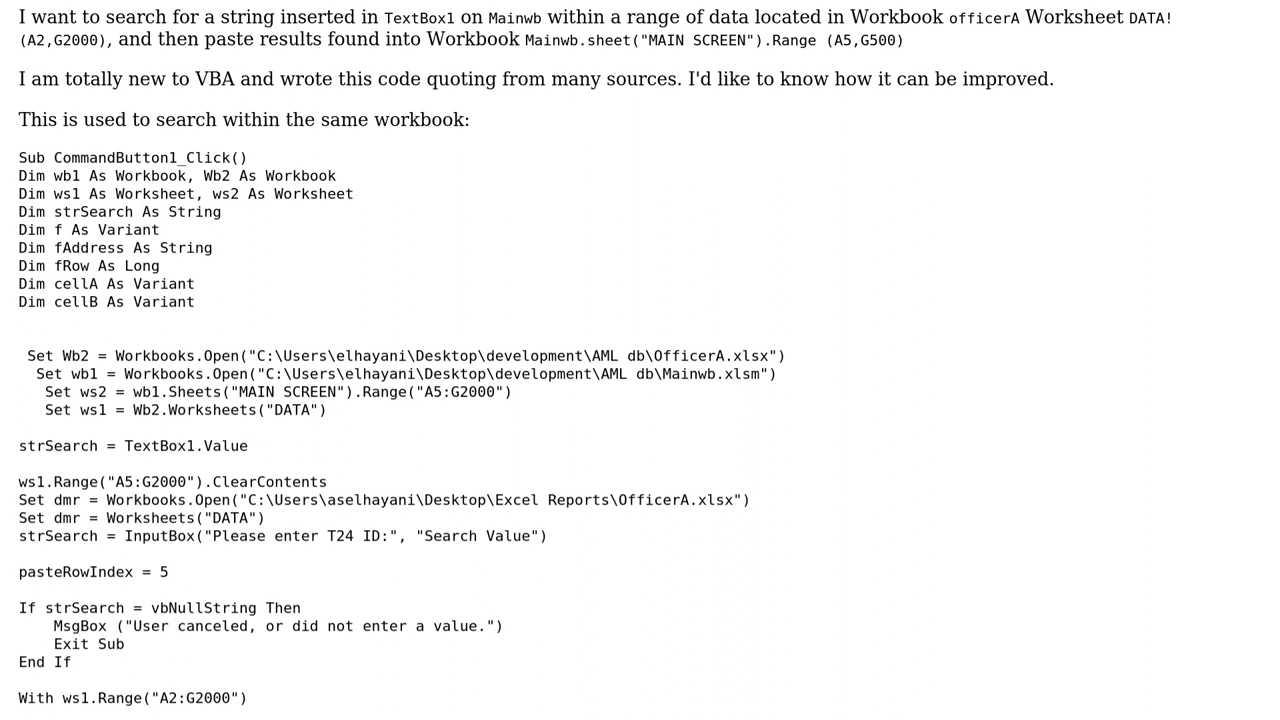 I want to search for a string inserted in TextBox1 on Mainwb within a range of data located in Workbook officerA Worksheet DATA!
(A2,G2000), and then paste results found into Workbook Mainwb.sheet("MAIN SCREEN").Range (A5,G500)
I am totally new to VBA and wrote this code quoting from many sources. I'd like to know how it can be improved.
This is used to search within the same workbook:
Sub CommandButton1_Click()
Dim wb1 As Workbook, Wb2 As Workbook
Dim ws1 As Worksheet, ws2 As Worksheet
Dim strSearch As String
Dim f As Variant
Dim fAddress As String
Dim fRow As Long
Dim cellA As Variant
Dim cellB As Variant
Set Wb2 = Workbooks.Open("C:\Users\elhayani\Desktop\development\AML db\OfficerA.xlsx")
Set wb1 = Workbooks.Open("C:\Users\elhayani\Desktop\development\AML db\Mainwb.xlsm")
Set ws2 = wb1.Sheets("MAIN SCREEN").Range("A5:G2000")
Set ws1 = Wb2.Worksheets("DATA")
strSearch = TextBox1.Value
ws1.Range("A5:G2000").ClearContents
Set dmr = Workbooks.Open("C:\Users\aselhayani\Desktop\Excel Reports\OfficerA.xlsx")
Set dmr = Worksheets("DATA")
strSearch = InputBox("Please enter T24 ID:", "Search Value")
pasteRowIndex = 5
If strSearch = vbNullString Then
MsgBox ("User canceled, or did not enter a value.")
Exit Sub
End If
With ws1.Range("A2:G2000")